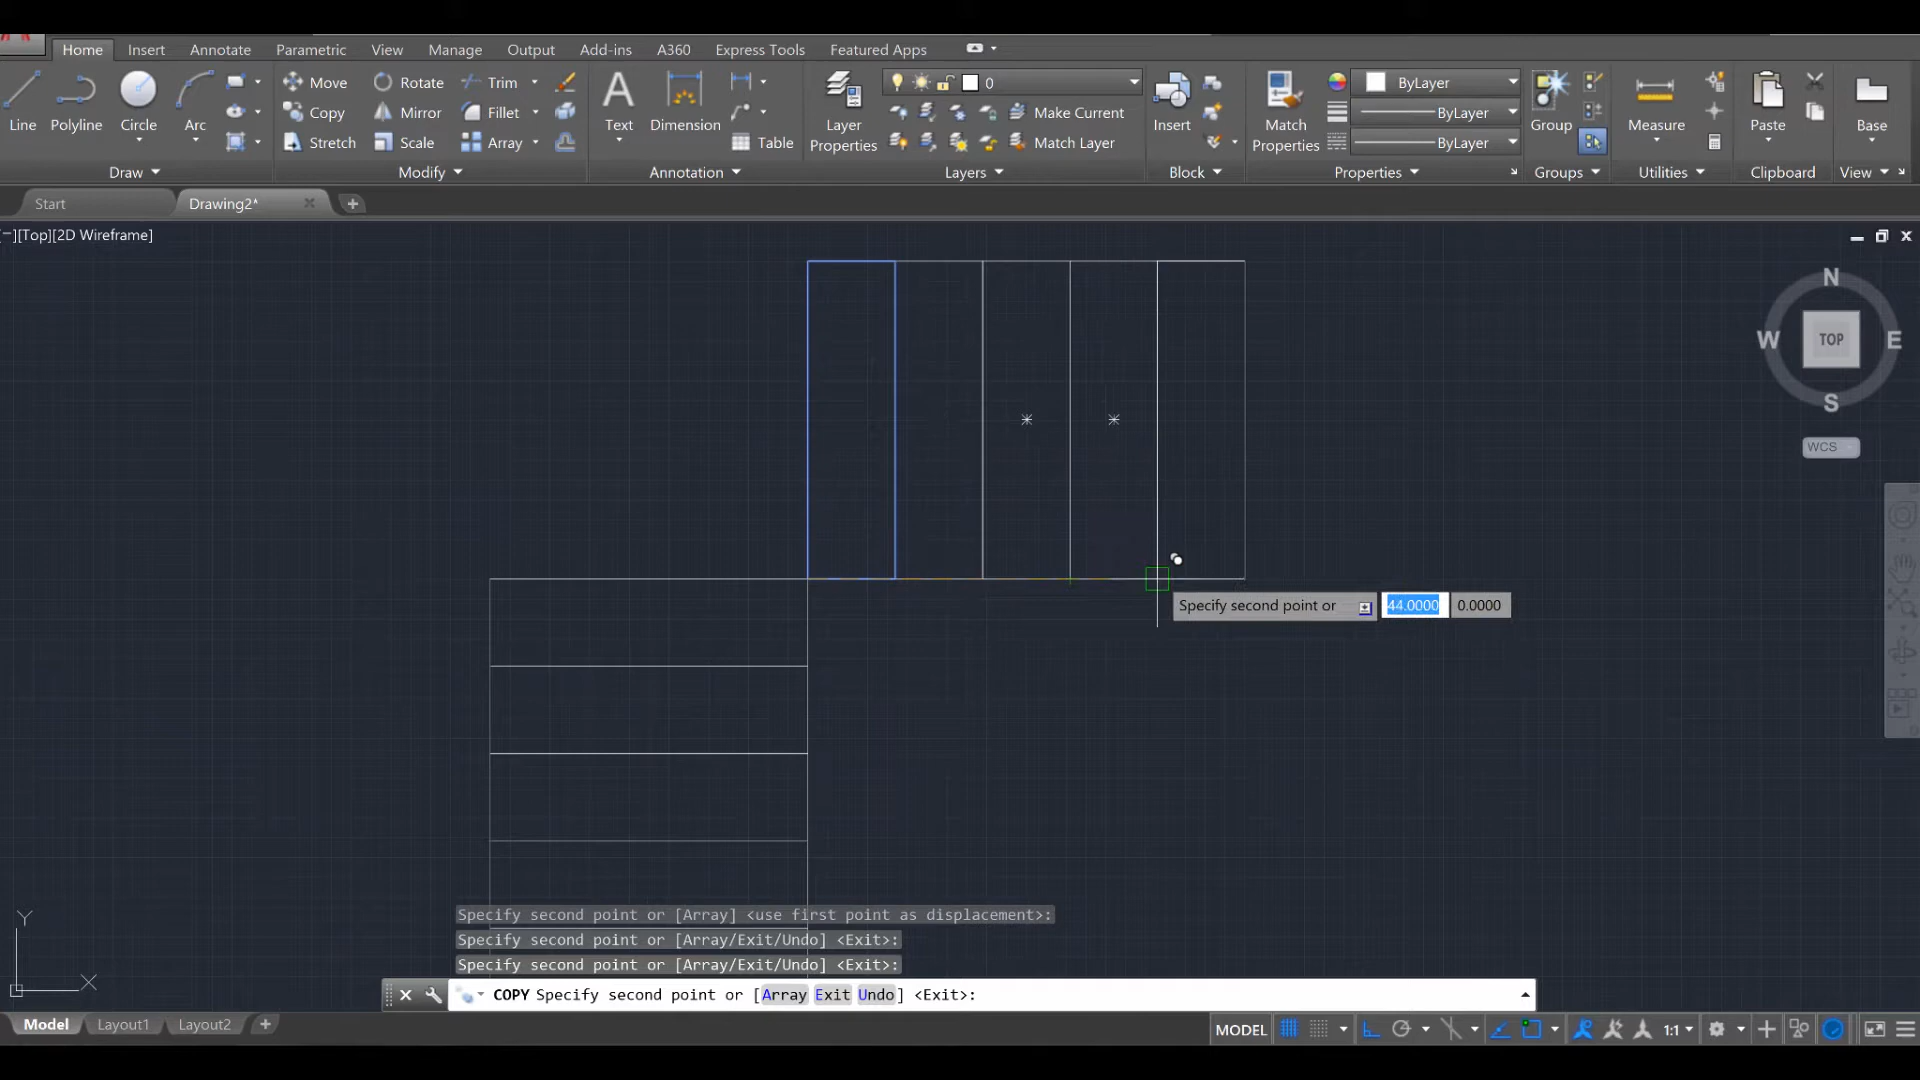 Home Insert Annotate Parametric View Manage Output Add-ins A360 Express Tools Featured Apps
Move Rotate Trim 0 ByLayer
Copy Mirror Fillet Make Current ByLayer
Line Polyline Circle Arc Text Dimension Layer Insert Match Group Measure Paste Base
Stretch Scale Array Table Properties Match Layer Properties ByLayer
Draw Modify Annotation Layers Block Properties Groups Utilities Clipboard View
Start Drawing2*
[−][Top][2D Wireframe]
N
W TOP E
S
WCS
Specify second point or 44.0000 0.0000
Specify second point or [Array] <use first point as displacement>:
Specify second point or [Array/Exit/Undo] <Exit>:
Specify second point or [Array/Exit/Undo] <Exit>:
Y
X
COPY Specify second point or [Array Exit Undo] <Exit>:
Model Layout1 Layout2
MODEL 1:1